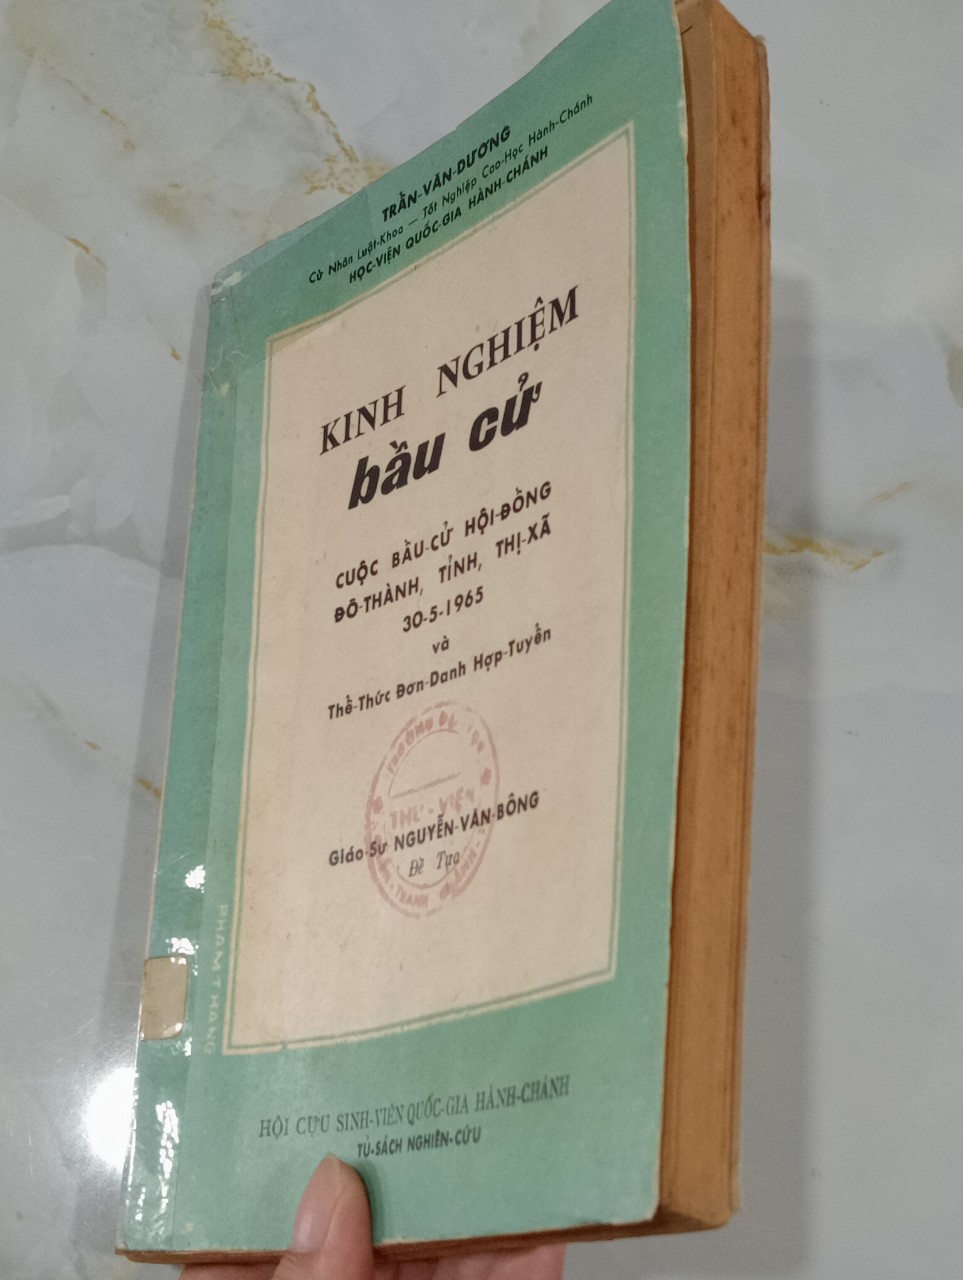 TRẦN-VĂN-DƯƠNG
Cử Nhân Luật-Khoa — Tốt Nghiệp Cao-Học Hành-Chánh
HỌC-VIỆN QUỐC-GIA HÀNH-CHÁNH
KINH NGHIỆM
bầu cử
CUỘC BẦU-CỬ HỘI-ĐỒNG
ĐÔ-THÀNH, TỈNH, THỊ-XÃ
30-5-1965
và
Thể-Thức Đơn-Danh Hợp-Tuyển
THƯ-VIỆN
Giáo-Sư NGUYỄN-VĂN-BÔNG
Đề Tựa
PHAM THANG
HỘI CỰU SINH-VIÊN QUỐC-GIA HÀNH-CHÁNH
TỦ-SÁCH NGHIÊN-CỨU